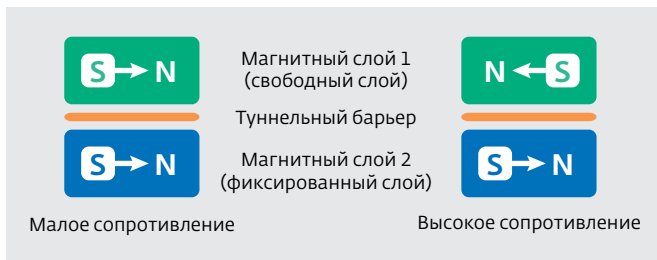 S → N
Магнитный слой 1
(свободный слой)
N ← S
Туннельный барьер
S → N
Магнитный слой 2
(фиксированный слой)
S → N
Малое сопротивление
Высокое сопротивление